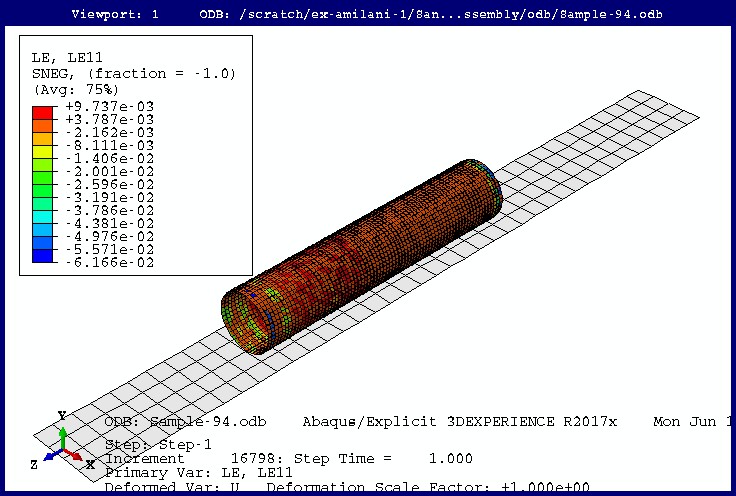 Viewport: 1 ODB: /scratch/ex-amilani-1/San...ssembly/odb/Sample-94.odb
LE, LE11
SNEG, (fraction = -1.0)
(Avg: 75%)
+9.737e-03
+3.787e-03
-2.162e-03
-8.111e-03
-1.406e-02
-2.001e-02
-2.596e-02
-3.191e-02
-3.786e-02
-4.381e-02
-4.976e-02
-5.571e-02
-6.166e-02
Y
Z
X
ODB: Sample-94.odb Abaqus/Explicit 3DEXPERIENCE R2017x Mon Jun 1
Step: Step-1
Increment 16798: Step Time = 1.000
Primary Var: LE, LE11
Deformed Var: U Deformation Scale Factor: +1.000e+00